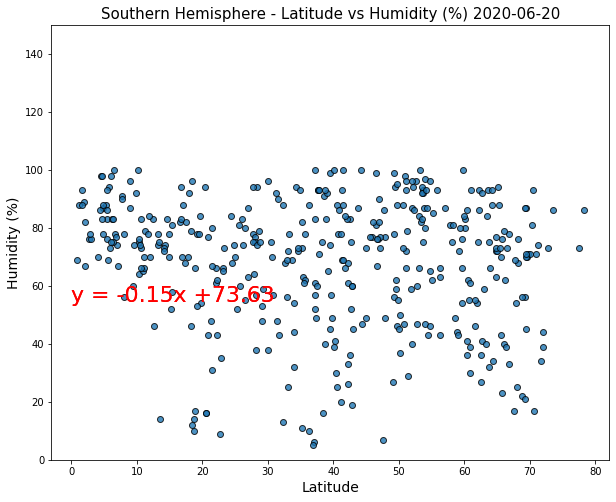 Southern Hemisphere - Latitude vs Humidity (%) 2020-06-20
140
120
100
80
60
40
20
0
Humidity (%)
y = -0.15x +73.63
0 10 20 30 40 50 60 70 80
Latitude